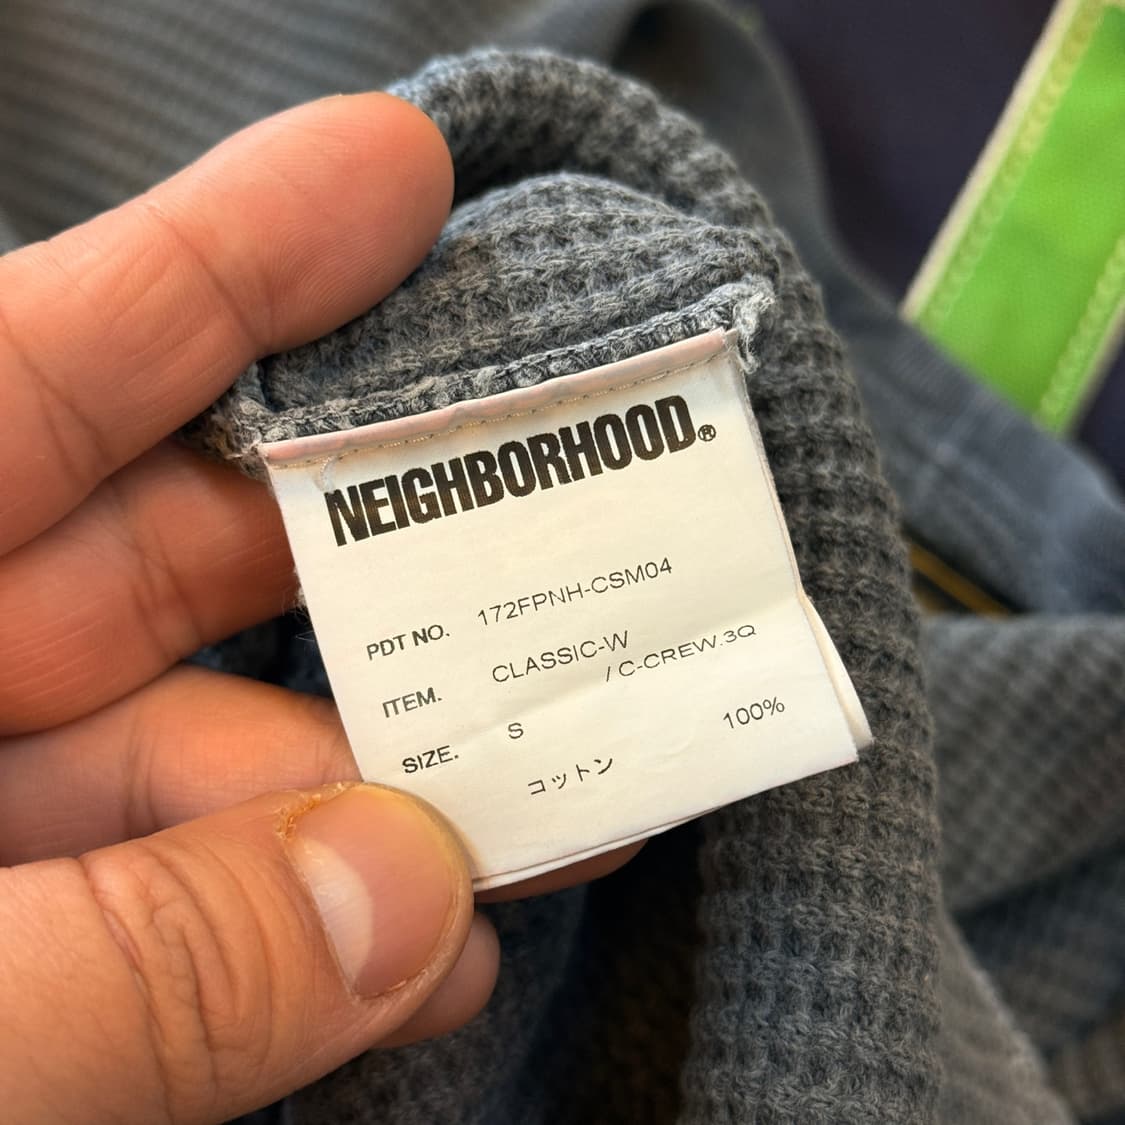 NEIGHBORHOOD®
PDT NO. 172FPNH-CSM04
ITEM. CLASSIC-W
/ C-CREW.3Q
SIZE. S
コットン 100%